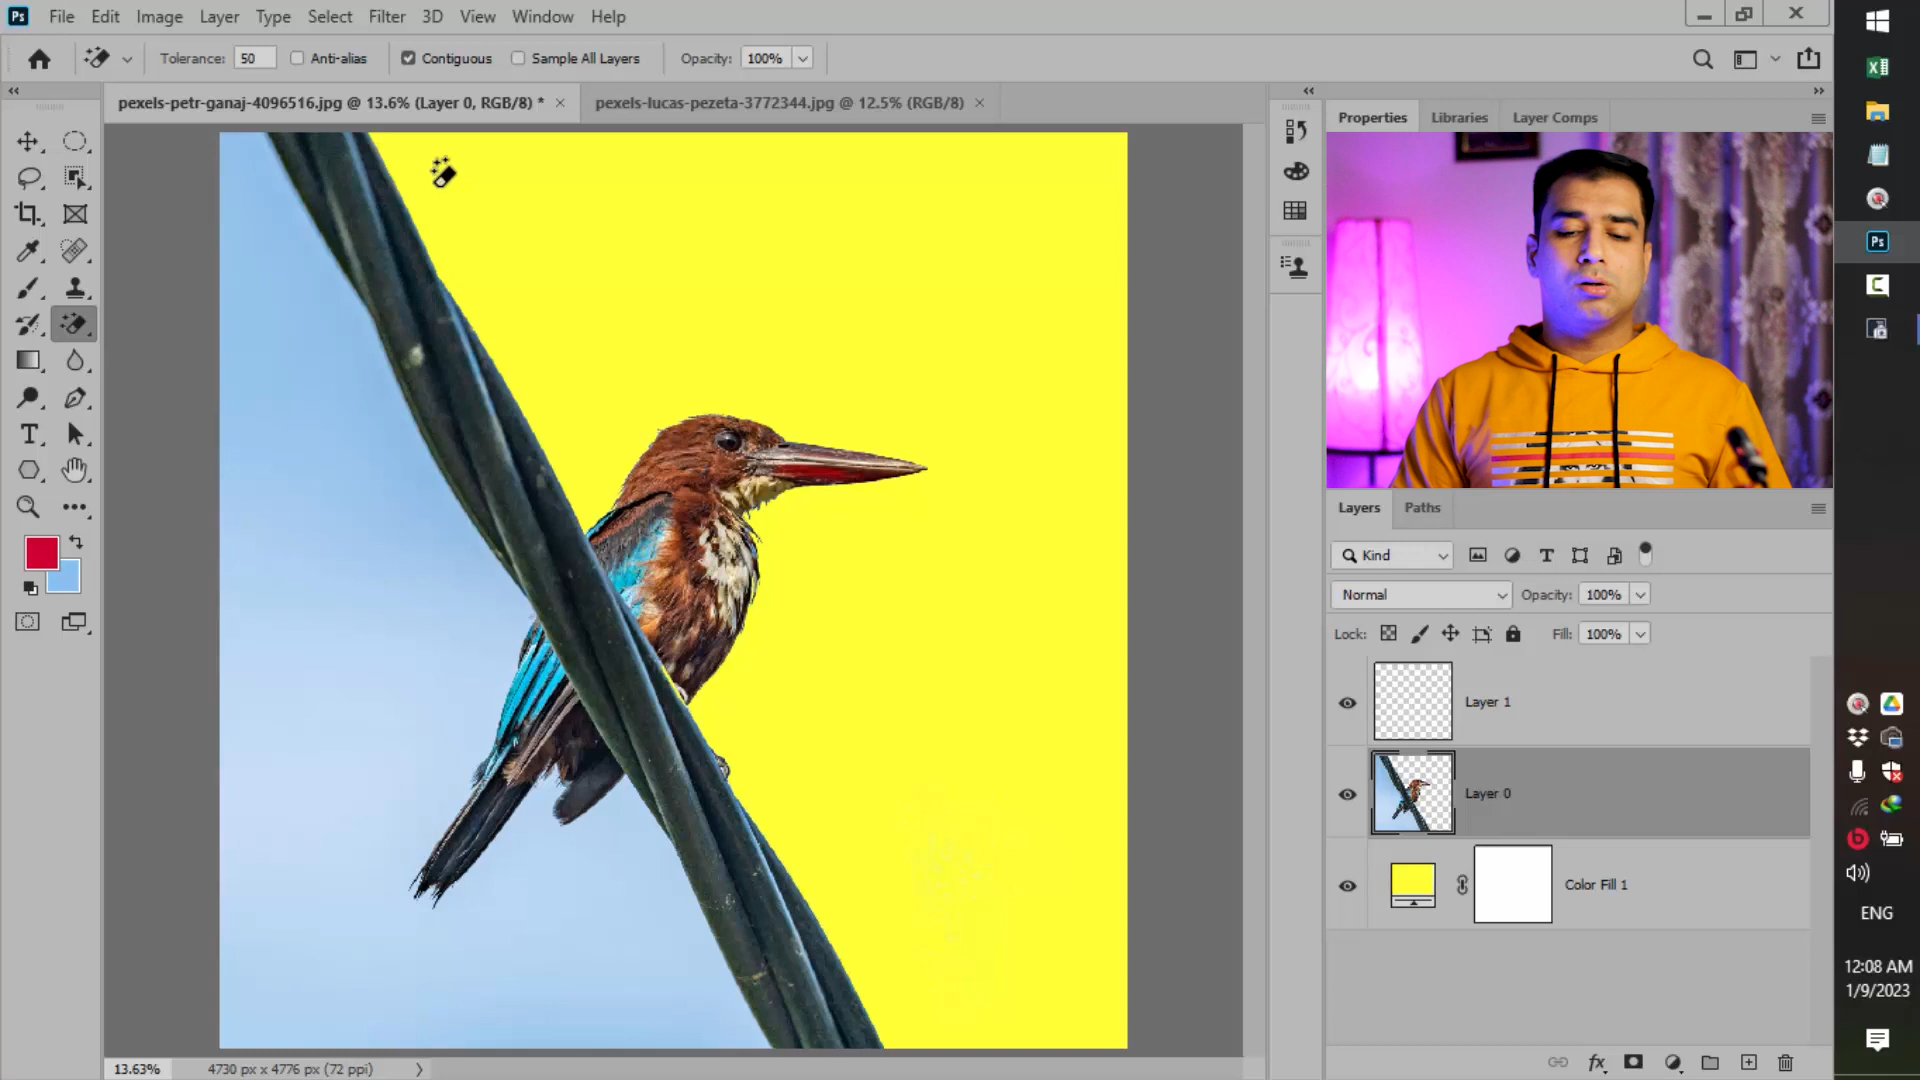 Ps File Edit Image Layer Type Select Filter 3D View Window Help
Tolerance: 50 Anti-alias Contiguous Sample All Layers Opacity: 100%
pexels-petr-ganaj-4096516.jpg @ 13.6% (Layer 0, RGB/8) * × pexels-lucas-pezeta-3772344.jpg @ 12.5% (RGB/8) ×
Properties Libraries Layer Comps
Ps
Layers Paths
Kind
Normal Opacity: 100%
Lock: Fill: 100%
Layer 1
Layer 0
Color Fill 1
13.63% 4730 px x 4776 px (72 ppi)
ENG
12:08 AM
1/9/2023